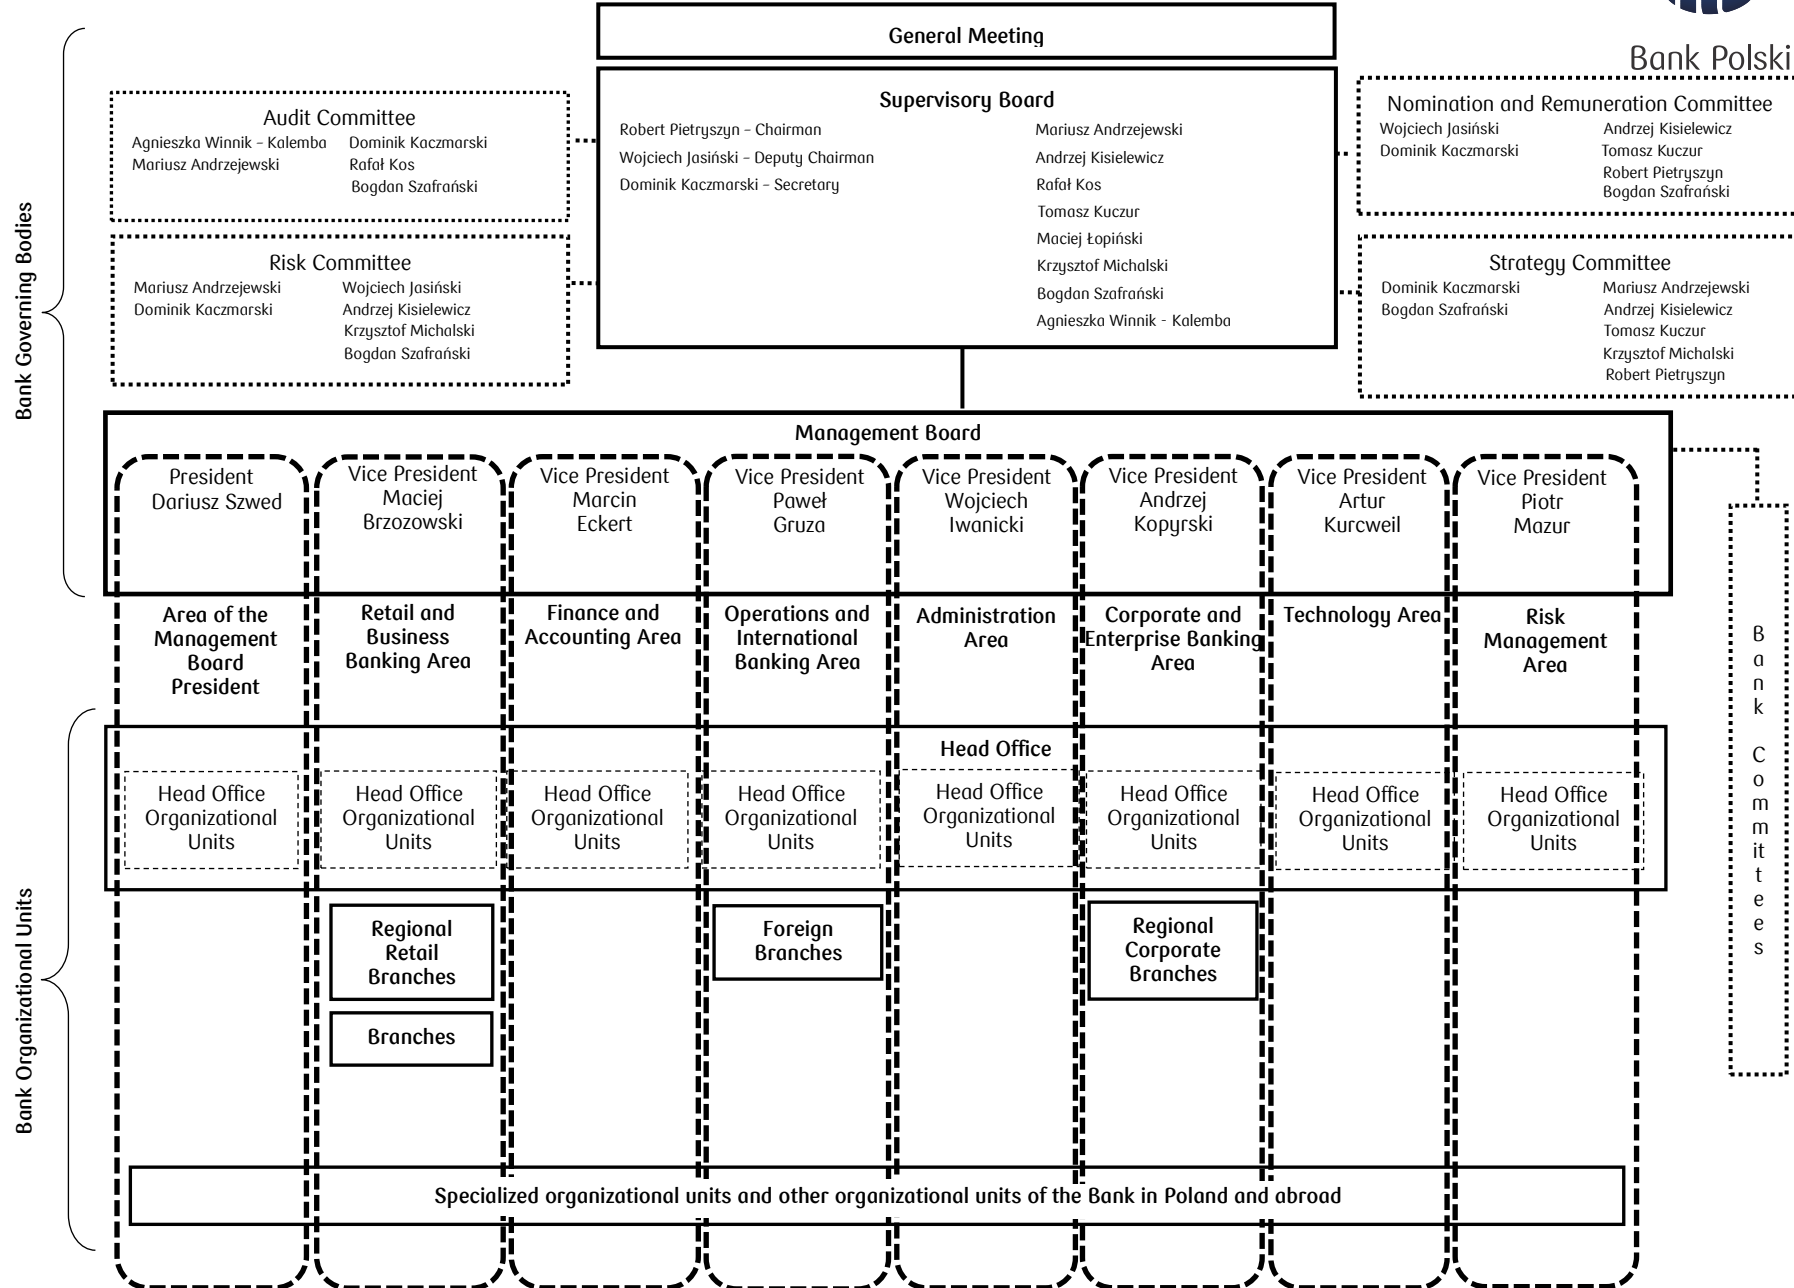 General Meeting
Bank Polski
Supervisory Board
Robert Pietryszyn – Chairman
Wojciech Jasiński – Deputy Chairman
Dominik Kaczmarski – Secretary
Mariusz Andrzejewski
Andrzej Kisielewicz
Rafał Kos
Tomasz Kuczur
Maciej Łopiński
Krzysztof Michalski
Bogdan Szafrański
Agnieszka Winnik - Kalemba
Audit Committee
Agnieszka Winnik – Kalemba
Mariusz Andrzejewski
Dominik Kaczmarski
Rafał Kos
Bogdan Szafrański
Risk Committee
Mariusz Andrzejewski
Dominik Kaczmarski
Wojciech Jasiński
Andrzej Kisielewicz
Krzysztof Michalski
Bogdan Szafrański
Nomination and Remuneration Committee
Wojciech Jasiński
Dominik Kaczmarski
Andrzej Kisielewicz
Tomasz Kuczur
Robert Pietryszyn
Bogdan Szafrański
Strategy Committee
Dominik Kaczmarski
Bogdan Szafrański
Mariusz Andrzejewski
Andrzej Kisielewicz
Tomasz Kuczur
Krzysztof Michalski
Robert Pietryszyn
Bank Governing Bodies
Management Board
President
Dariusz Szwed
Vice President
Maciej
Brzozowski
Vice President
Marcin
Eckert
Vice President
Paweł
Gruza
Vice President
Wojciech
Iwanicki
Vice President
Andrzej
Kopyrski
Vice President
Artur
Kurcweil
Vice President
Piotr
Mazur
Area of the
Management
Board
President
Retail and
Business
Banking Area
Finance and
Accounting Area
Operations and
International
Banking Area
Administration
Area
Corporate and
Enterprise Banking
Area
Technology Area
Risk
Management
Area
Bank Committees
Bank Organizational Units
Head Office
Head Office
Organizational
Units
Head Office
Organizational
Units
Head Office
Organizational
Units
Head Office
Organizational
Units
Head Office
Organizational
Units
Head Office
Organizational
Units
Head Office
Organizational
Units
Head Office
Organizational
Units
Regional
Retail
Branches
Branches
Foreign
Branches
Regional
Corporate
Branches
Specialized organizational units and other organizational units of the Bank in Poland and abroad